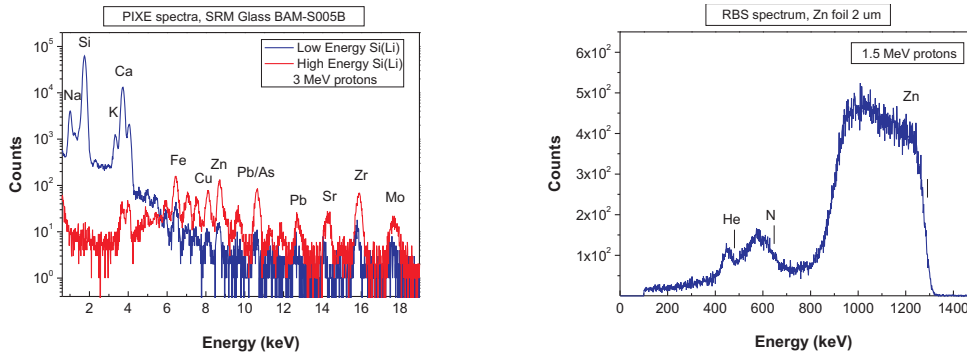 PIXE spectra, SRM Glass BAM-S005B
Low Energy Si(Li)
High Energy Si(Li)
3 MeV protons
Na
Si
K
Ca
Fe
Cu
Zn
Pb/As
Pb
Sr
Zr
Mo
Counts
10^5
10^4
10^3
10^2
10^1
10^0
2 4 6 8 10 12 14 16 18
Energy (keV)
RBS spectrum, Zn foil 2 um
1.5 MeV protons
Zn
He
N
Counts
6x10^2
5x10^2
4x10^2
3x10^2
2x10^2
1x10^2
0 200 400 600 800 1000 1200 1400
Energy (keV)